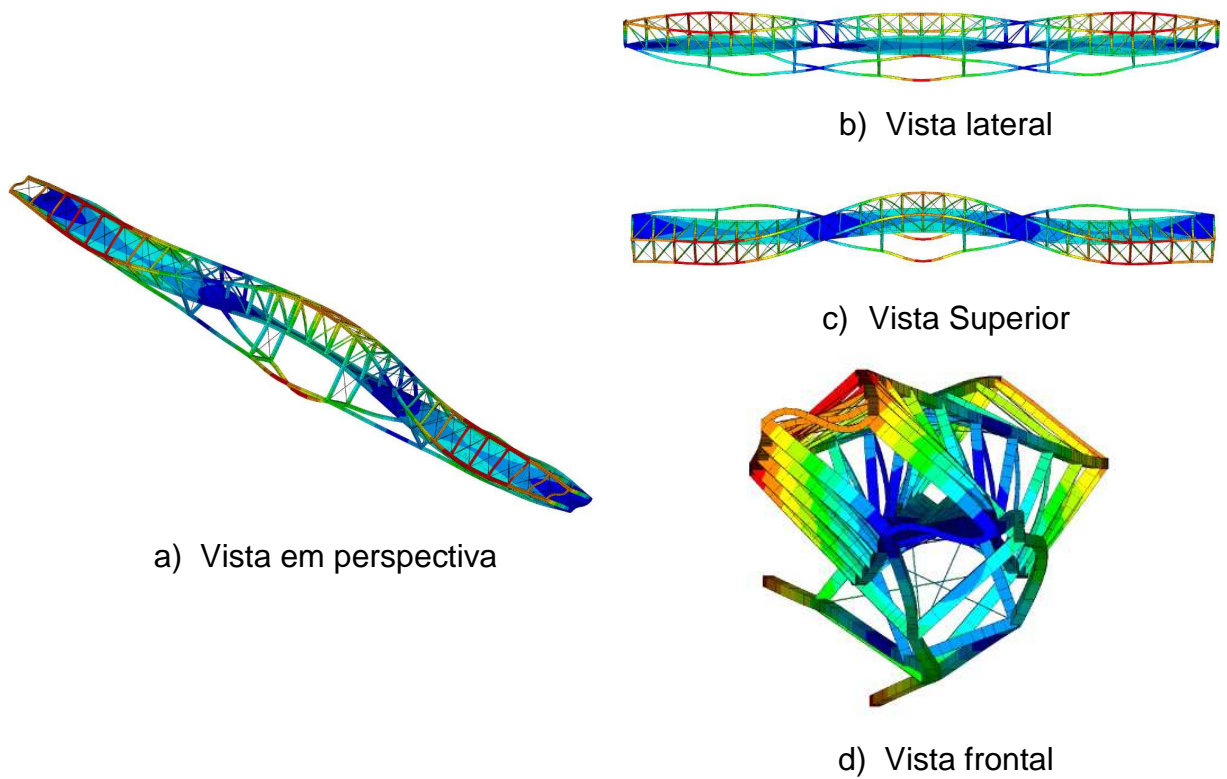 b) Vista lateral
c) Vista Superior
a) Vista em perspectiva
d) Vista frontal